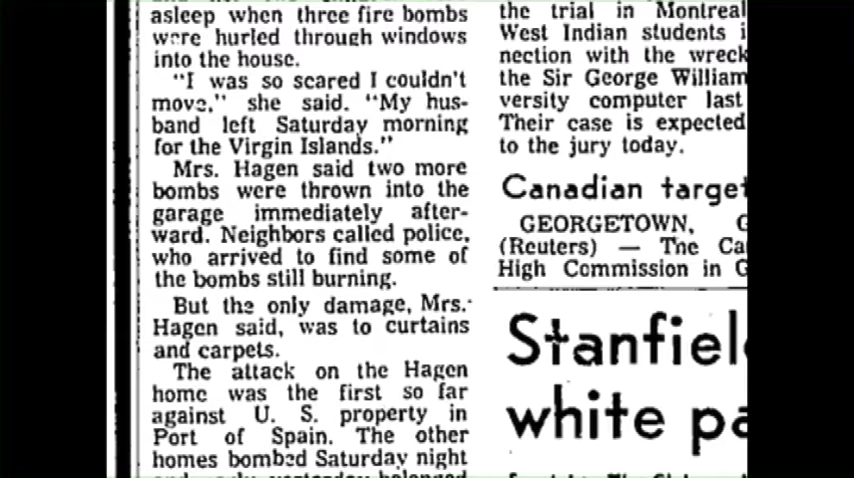 asleep when three fire bombs
were hurled through windows
into the house.
"I was so scared I couldn't
move." she said. "My hus-
band left Saturday morning
for the Virgin Islands."
Mrs. Hagen said two more
bombs were thrown into the
garage immediately after-
ward. Neighbors called police,
who arrived to find some of
the bombs still burning.
But the only damage, Mrs.
Hagen said, was to curtains
and carpets.
The attack on the Hagen
home was the first so far
against U. S. property in
Port of Spain. The other
homes bombed Saturday night
the trial in Montreal
West Indian students
nection with the wreck
the Sir George William
versity computer last
Their case is expected
to the jury today.
Canadian target
GEORGETOWN, G
(Reuters) — The Ca
High Commission in G
Stanfiel
white pa